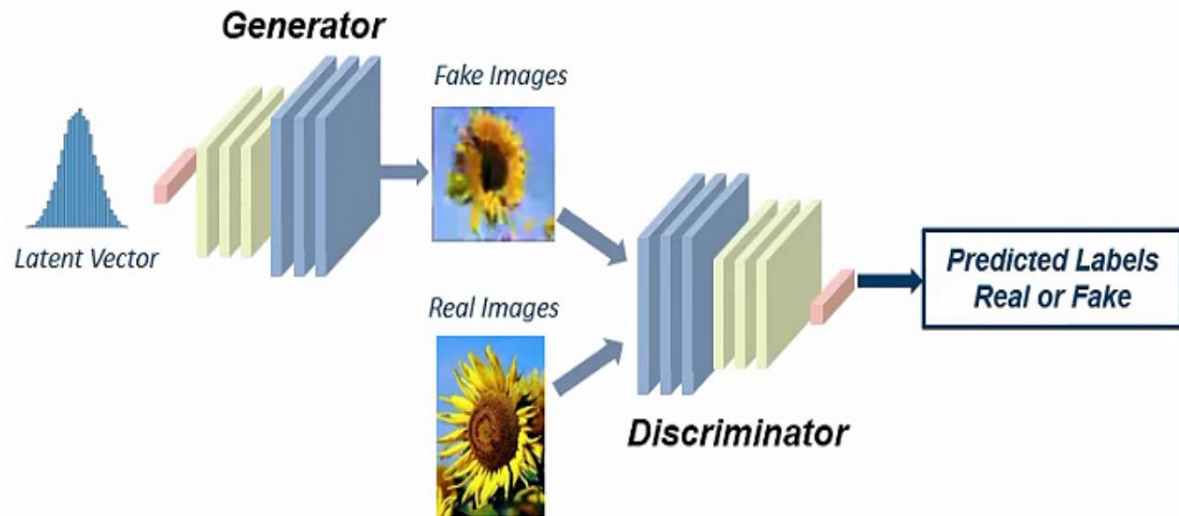 Generator
Fake Images
Latent Vector
Real Images
Predicted Labels
Real or Fake
Discriminator